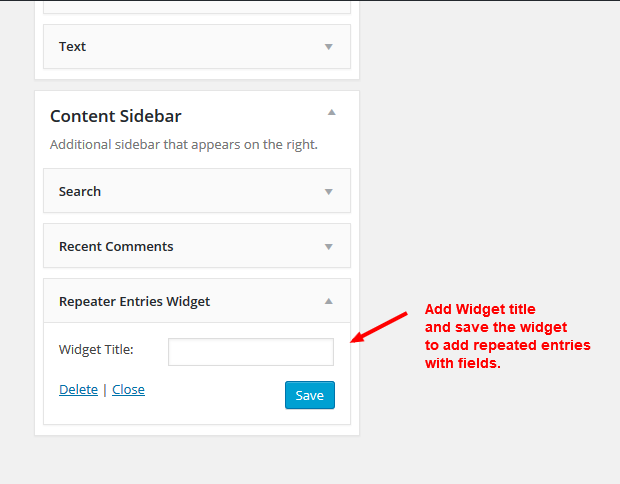 Text
Content Sidebar
Additional sidebar that appears on the right.
Search
Recent Comments
Repeater Entries Widget
Widget Title:
Delete | Close
Save
Add Widget title
and save the widget
to add repeated entries
with fields.